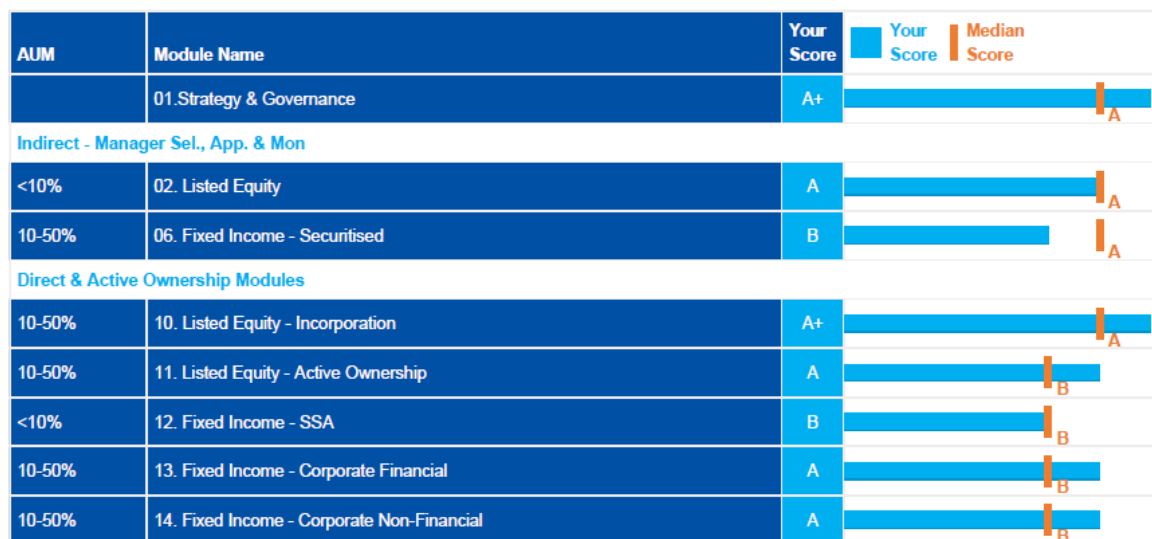 AUM Module Name Your Score Your Score Median Score
01.Strategy & Governance A+ A
Indirect - Manager Sel., App. & Mon
<10% 02. Listed Equity A A
10-50% 06. Fixed Income - Securitised B A
Direct & Active Ownership Modules
10-50% 10. Listed Equity - Incorporation A+ A
10-50% 11. Listed Equity - Active Ownership A B
<10% 12. Fixed Income - SSA B B
10-50% 13. Fixed Income - Corporate Financial A B
10-50% 14. Fixed Income - Corporate Non-Financial A B